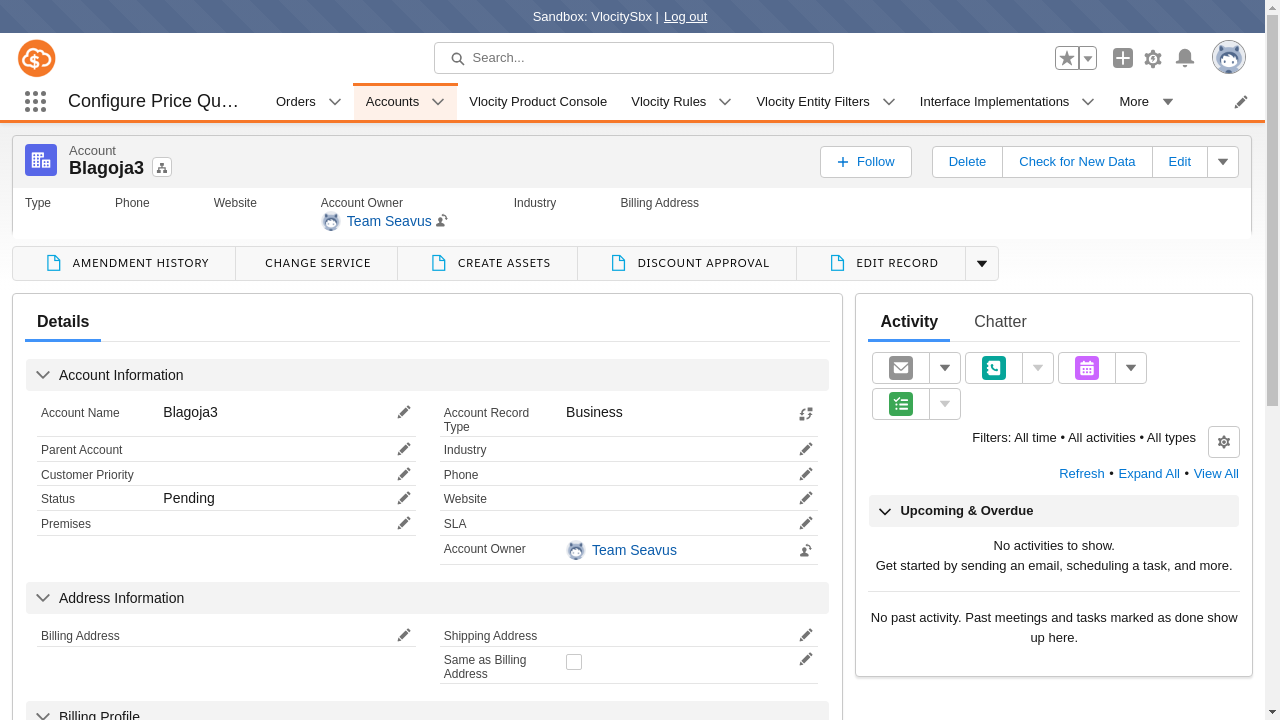 Sandbox: VlocitySbx | Log out
Search...
Configure Price Qu...
Orders
Accounts
Vlocity Product Console
Vlocity Rules
Vlocity Entity Filters
Interface Implementations
More
Account
Blagoja3
Follow
Delete
Check for New Data
Edit
Type
Phone
Website
Account Owner
Industry
Billing Address
Team Seavus
AMENDMENT HISTORY
CHANGE SERVICE
CREATE ASSETS
DISCOUNT APPROVAL
EDIT RECORD
Details
Account Information
Account Name
Blagoja3
Account Record
Type
Business
Parent Account
Industry
Customer Priority
Phone
Status
Pending
Website
Premises
SLA
Account Owner
Team Seavus
Address Information
Billing Address
Shipping Address
Same as Billing
Address
Billing Profile
Activity
Chatter
Filters: All time • All activities • All types
Refresh • Expand All • View All
Upcoming & Overdue
No activities to show.
Get started by sending an email, scheduling a task, and more.
No past activity. Past meetings and tasks marked as done show
up here.